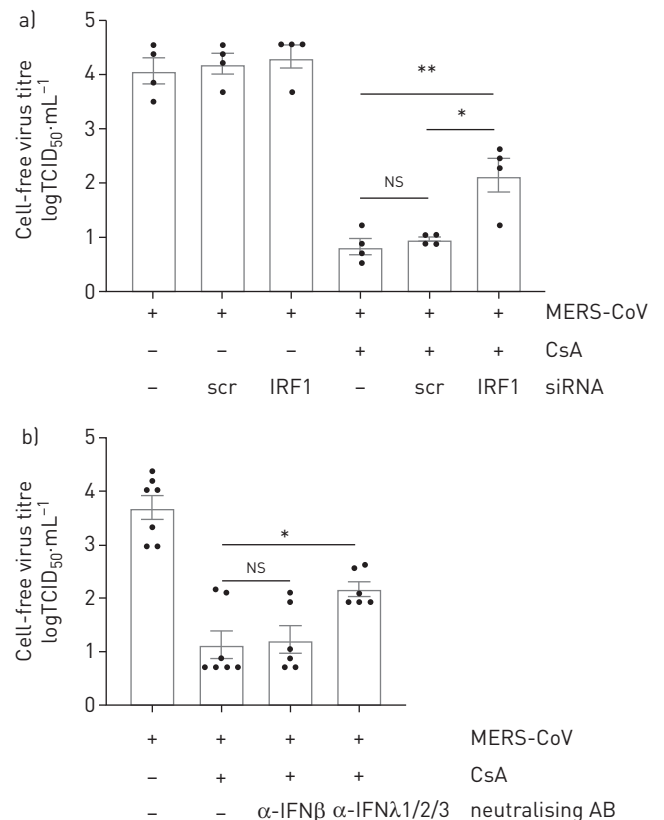 a)
5
4
3
2
1
0
Cell-free virus titre
logTCID50·mL−1
**
*
NS
+ + + + + + MERS-CoV
– – – + + + CsA
– scr IRF1 – scr IRF1 siRNA
b)
5
4
3
2
1
0
Cell-free virus titre
logTCID50·mL−1
*
NS
+ + + + MERS-CoV
– + + + CsA
– – α-IFNβ α-IFNλ1/2/3 neutralising AB